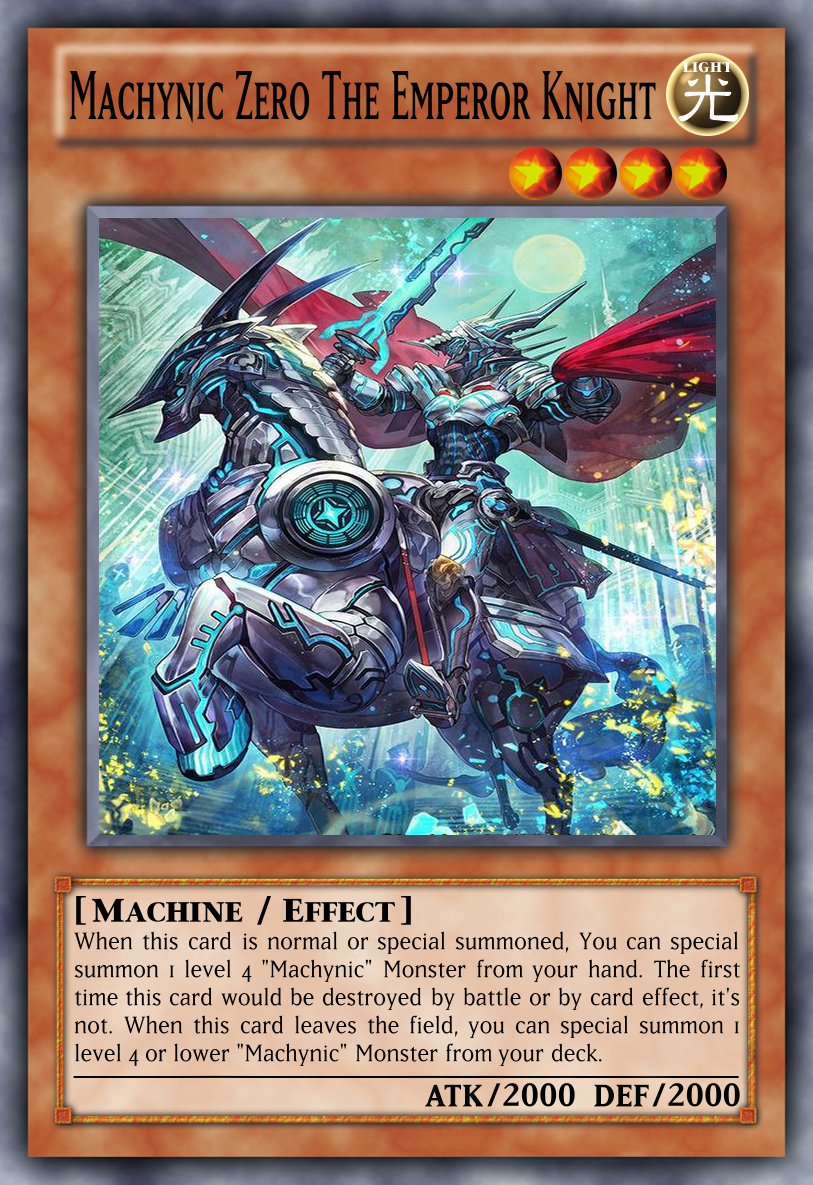 Machynic Zero The Emperor Knight
LIGHT
光
[ Machine / Effect ]
When this card is normal or special summoned, You can special
summon 1 level 4 "Machynic" Monster from your hand. The first
time this card would be destroyed by battle or by card effect, it's
not. When this card leaves the field, you can special summon 1
level 4 or lower "Machynic" Monster from your deck.
ATK/2000 DEF/2000